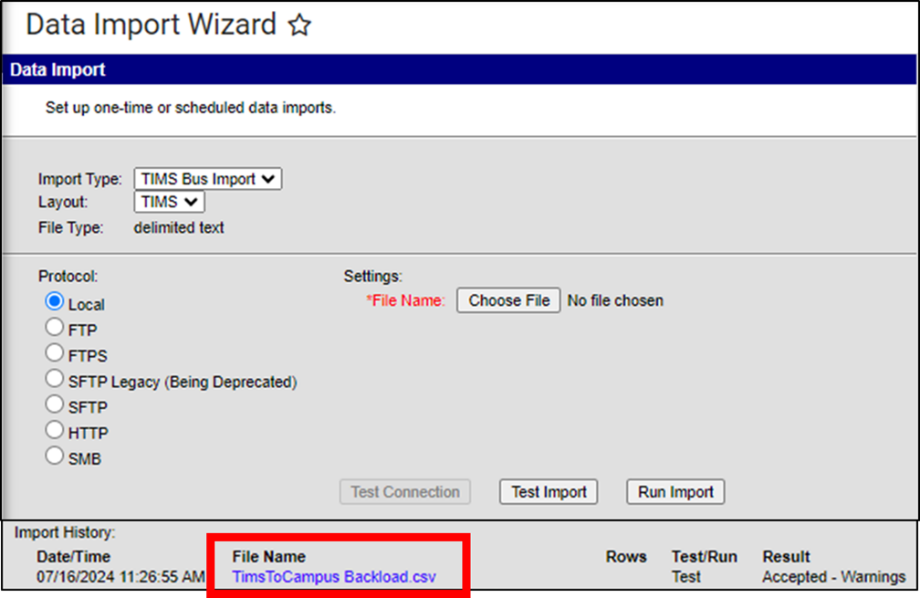 Data Import Wizard
Data Import
Set up one-time or scheduled data imports.
Import Type: TIMS Bus Import
Layout: TIMS
File Type: delimited text
Protocol: Settings:
Local *File Name: Choose File No file chosen
FTP
FTPS
SFTP Legacy (Being Deprecated)
SFTP
HTTP
SMB
Test Connection Test Import Run Import
Import History:
Date/Time File Name Rows Test/Run Result
07/16/2024 11:26:55 AM TimsToCampus Backload.csv Test Accepted - Warnings